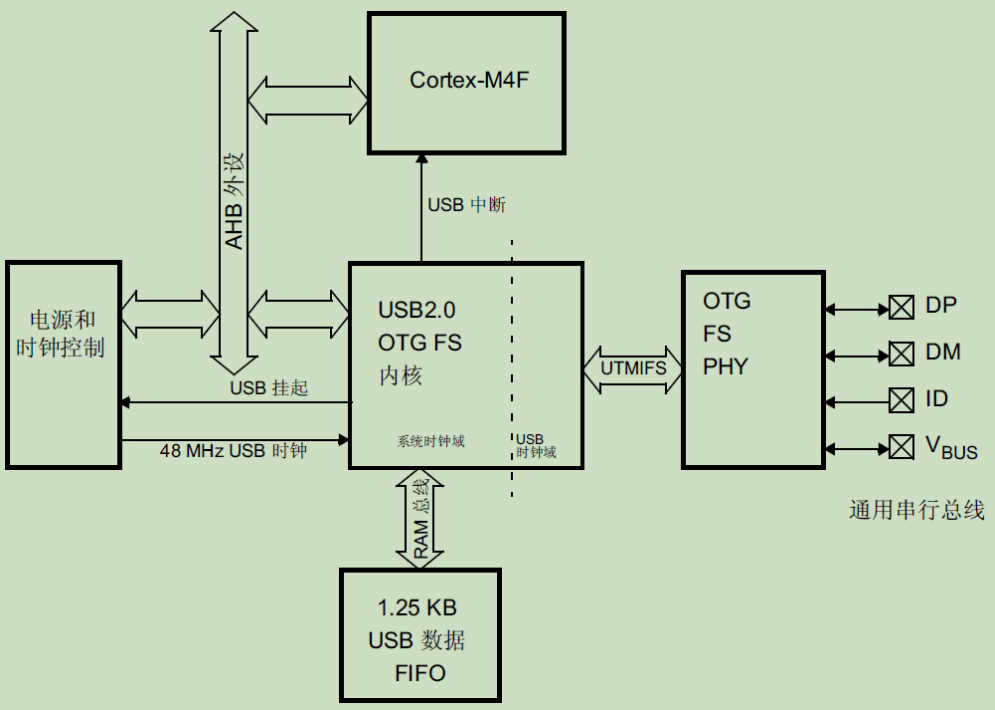 Cortex-M4F
AHB 外设
USB 中断
电源和
时钟控制
USB2.0
OTG FS
内核
系统时钟域
USB
时钟域
USB 挂起
48 MHz USB 时钟
UTMIFS
OTG
FS
PHY
DP
DM
ID
VBUS
通用串行总线
RAM 总线
1.25 KB
USB 数据
FIFO